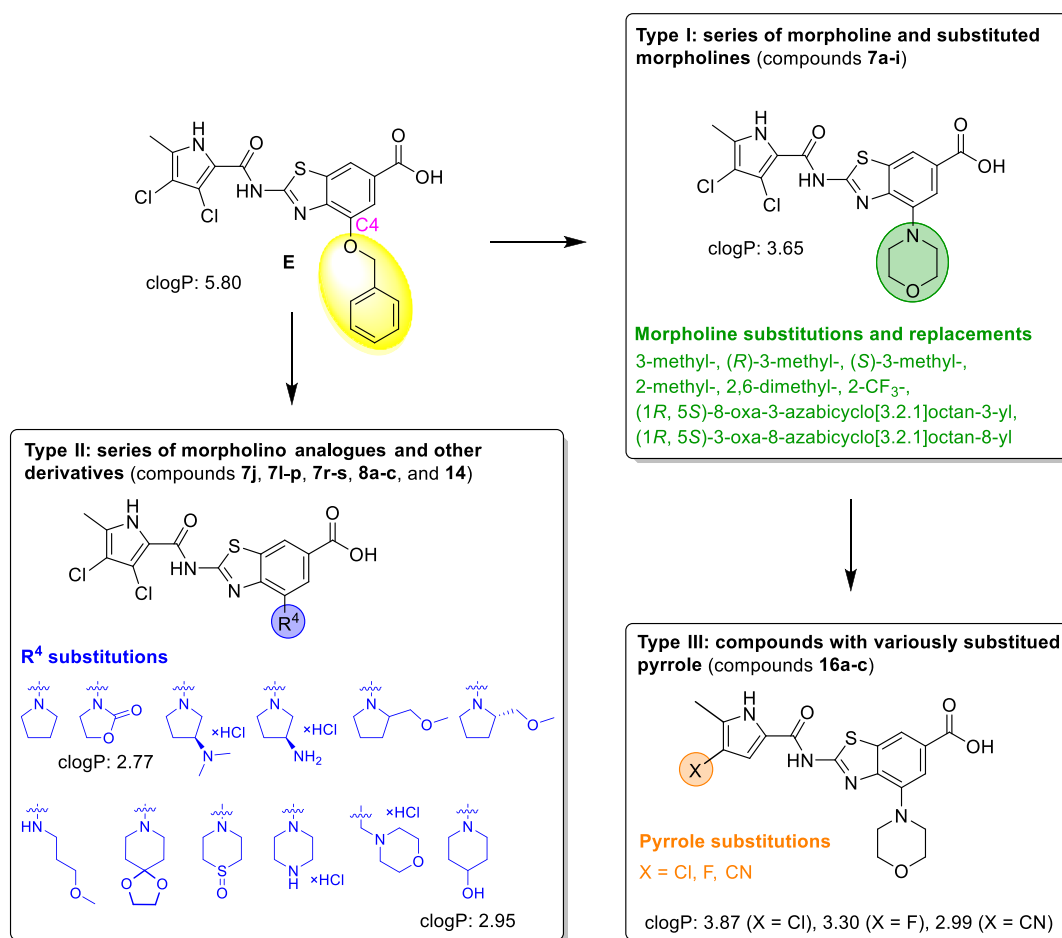 Type I: series of morpholine and substituted
morpholines (compounds 7a-i)
H
N
O
O
S
OH
Cl
HN
N
Cl
C4
O
E
clogP: 5.80
H
N
O
O
S
OH
Cl
HN
N
Cl
N
clogP: 3.65
O
Morpholine substitutions and replacements
3-methyl-, (R)-3-methyl-, (S)-3-methyl-,
2-methyl-, 2,6-dimethyl-, 2-CF3-,
(1R, 5S)-8-oxa-3-azabicyclo[3.2.1]octan-3-yl,
(1R, 5S)-3-oxa-8-azabicyclo[3.2.1]octan-8-yl
Type II: series of morpholino analogues and other
derivatives (compounds 7j, 7l-p, 7r-s, 8a-c, and 14)
H
N
O
O
S
OH
Cl
HN
N
Cl
R4
R4 substitutions
N
N
O
O
N
×HCl
N
N
×HCl
NH2
N
O
N
O
clogP: 2.77
HN
O
N
O
O
N
S
O
N
N
H
×HCl
×HCl
N
O
N
OH
clogP: 2.95
Type III: compounds with variously substitued
pyrrole (compounds 16a-c)
H
N
O
O
S
OH
X
HN
N
N
O
Pyrrole substitutions
X = Cl, F, CN
clogP: 3.87 (X = Cl), 3.30 (X = F), 2.99 (X = CN)